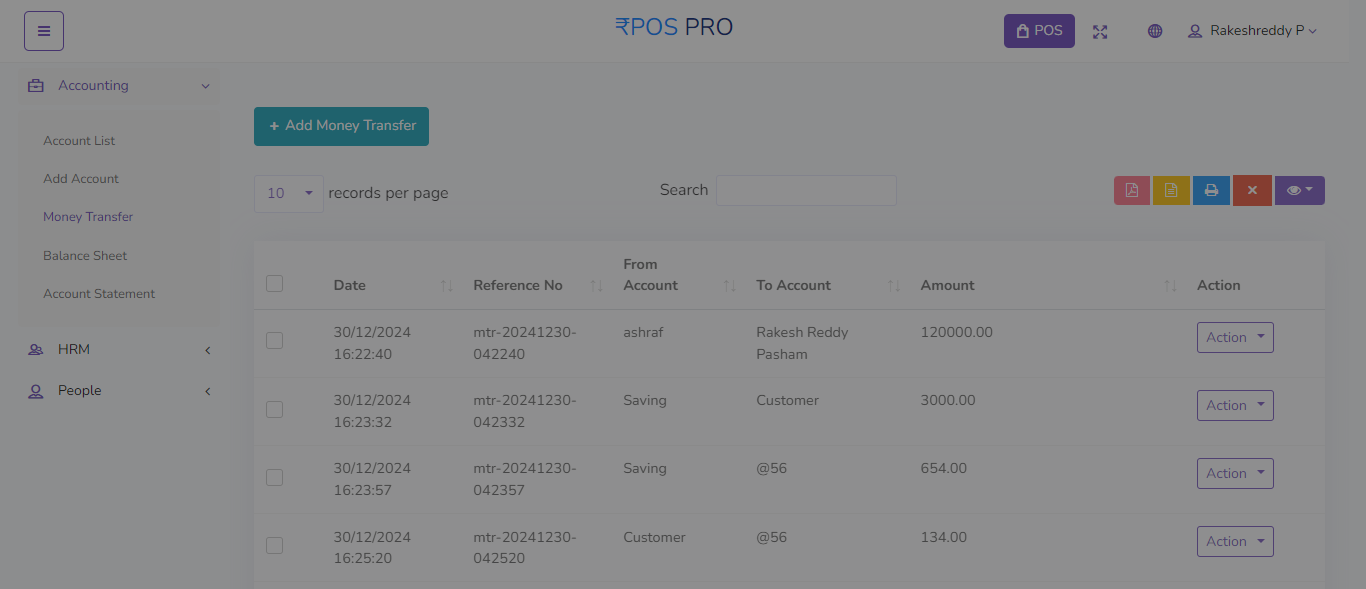 ₹POS PRO
POS
Rakeshreddy P
Accounting
Account List
Add Account
Money Transfer
Balance Sheet
Account Statement
HRM
People
+ Add Money Transfer
10 records per page
Search
Date Reference No From Account To Account Amount Action
30/12/2024 16:22:40 mtr-20241230-042240 ashraf Rakesh Reddy Pasham 120000.00 Action
30/12/2024 16:23:32 mtr-20241230-042332 Saving Customer 3000.00 Action
30/12/2024 16:23:57 mtr-20241230-042357 Saving @56 654.00 Action
30/12/2024 16:25:20 mtr-20241230-042520 Customer @56 134.00 Action